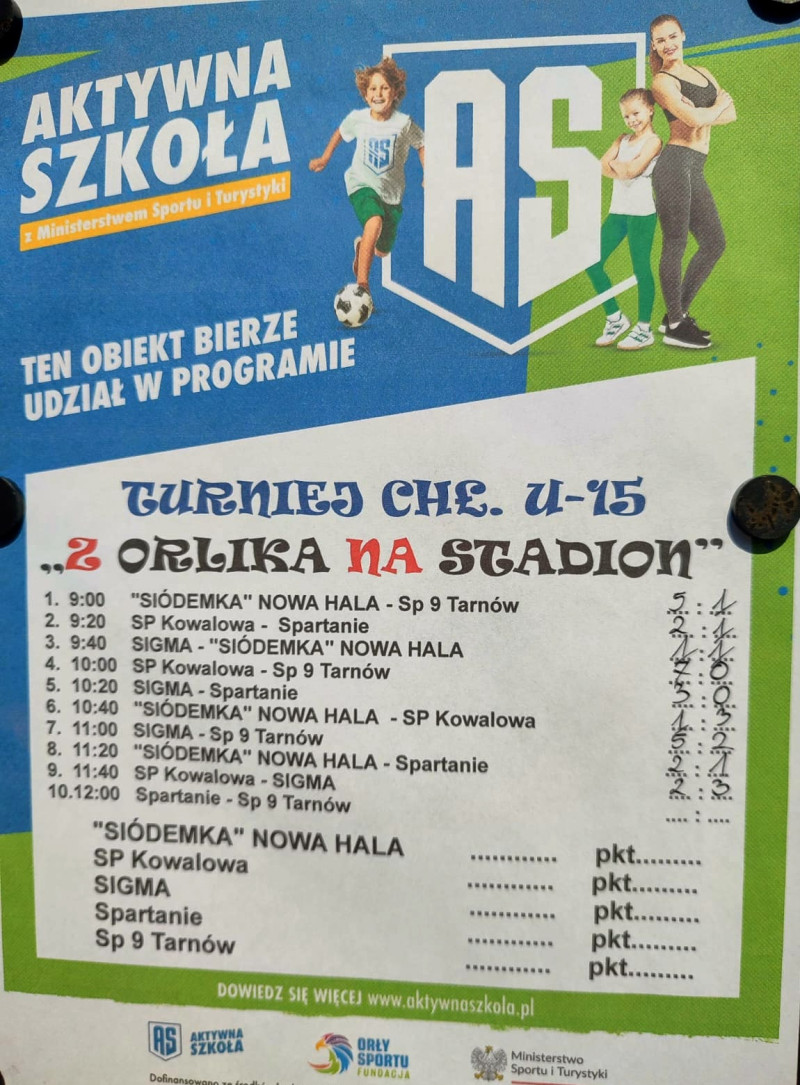 AKTYWNA
SZKOŁA
z Ministerstwem Sportu i Turystyki
AS
AS
TEN OBIEKT BIERZE
UDZIAŁ W PROGRAMIE
TURNIEJ CHŁ. U-15
„Z ORLIKA NA STADION”
1. 9:00 "SIÓDEMKA" NOWA HALA - Sp 9 Tarnów 5 : 1
2. 9:20 SP Kowalowa - Spartanie 2 : 1
3. 9:40 SIGMA - "SIÓDEMKA" NOWA HALA 1 : 1
4. 10:00 SP Kowalowa - Sp 9 Tarnów 7 : 0
5. 10:20 SIGMA - Spartanie 3 : 0
6. 10:40 "SIÓDEMKA" NOWA HALA - SP Kowalowa 1 : 3
7. 11:00 SIGMA - Sp 9 Tarnów 5 : 2
8. 11:20 "SIÓDEMKA" NOWA HALA - Spartanie 2 : 1
9. 11:40 SP Kowalowa - SIGMA 2 : 3
10.12:00 Spartanie - Sp 9 Tarnów .... : ....
"SIÓDEMKA" NOWA HALA ............ pkt.........
SP Kowalowa ............ pkt.........
SIGMA ............ pkt.........
Spartanie ............ pkt.........
Sp 9 Tarnów ............ pkt.........
DOWIEDZ SIĘ WIĘCEJ www.aktywnaszkola.pl
AS AKTYWNA
SZKOŁA
ORŁY
SPORTU
FUNDACJA
Ministerstwo
Sportu i Turystyki
Dofinansowano ze środków